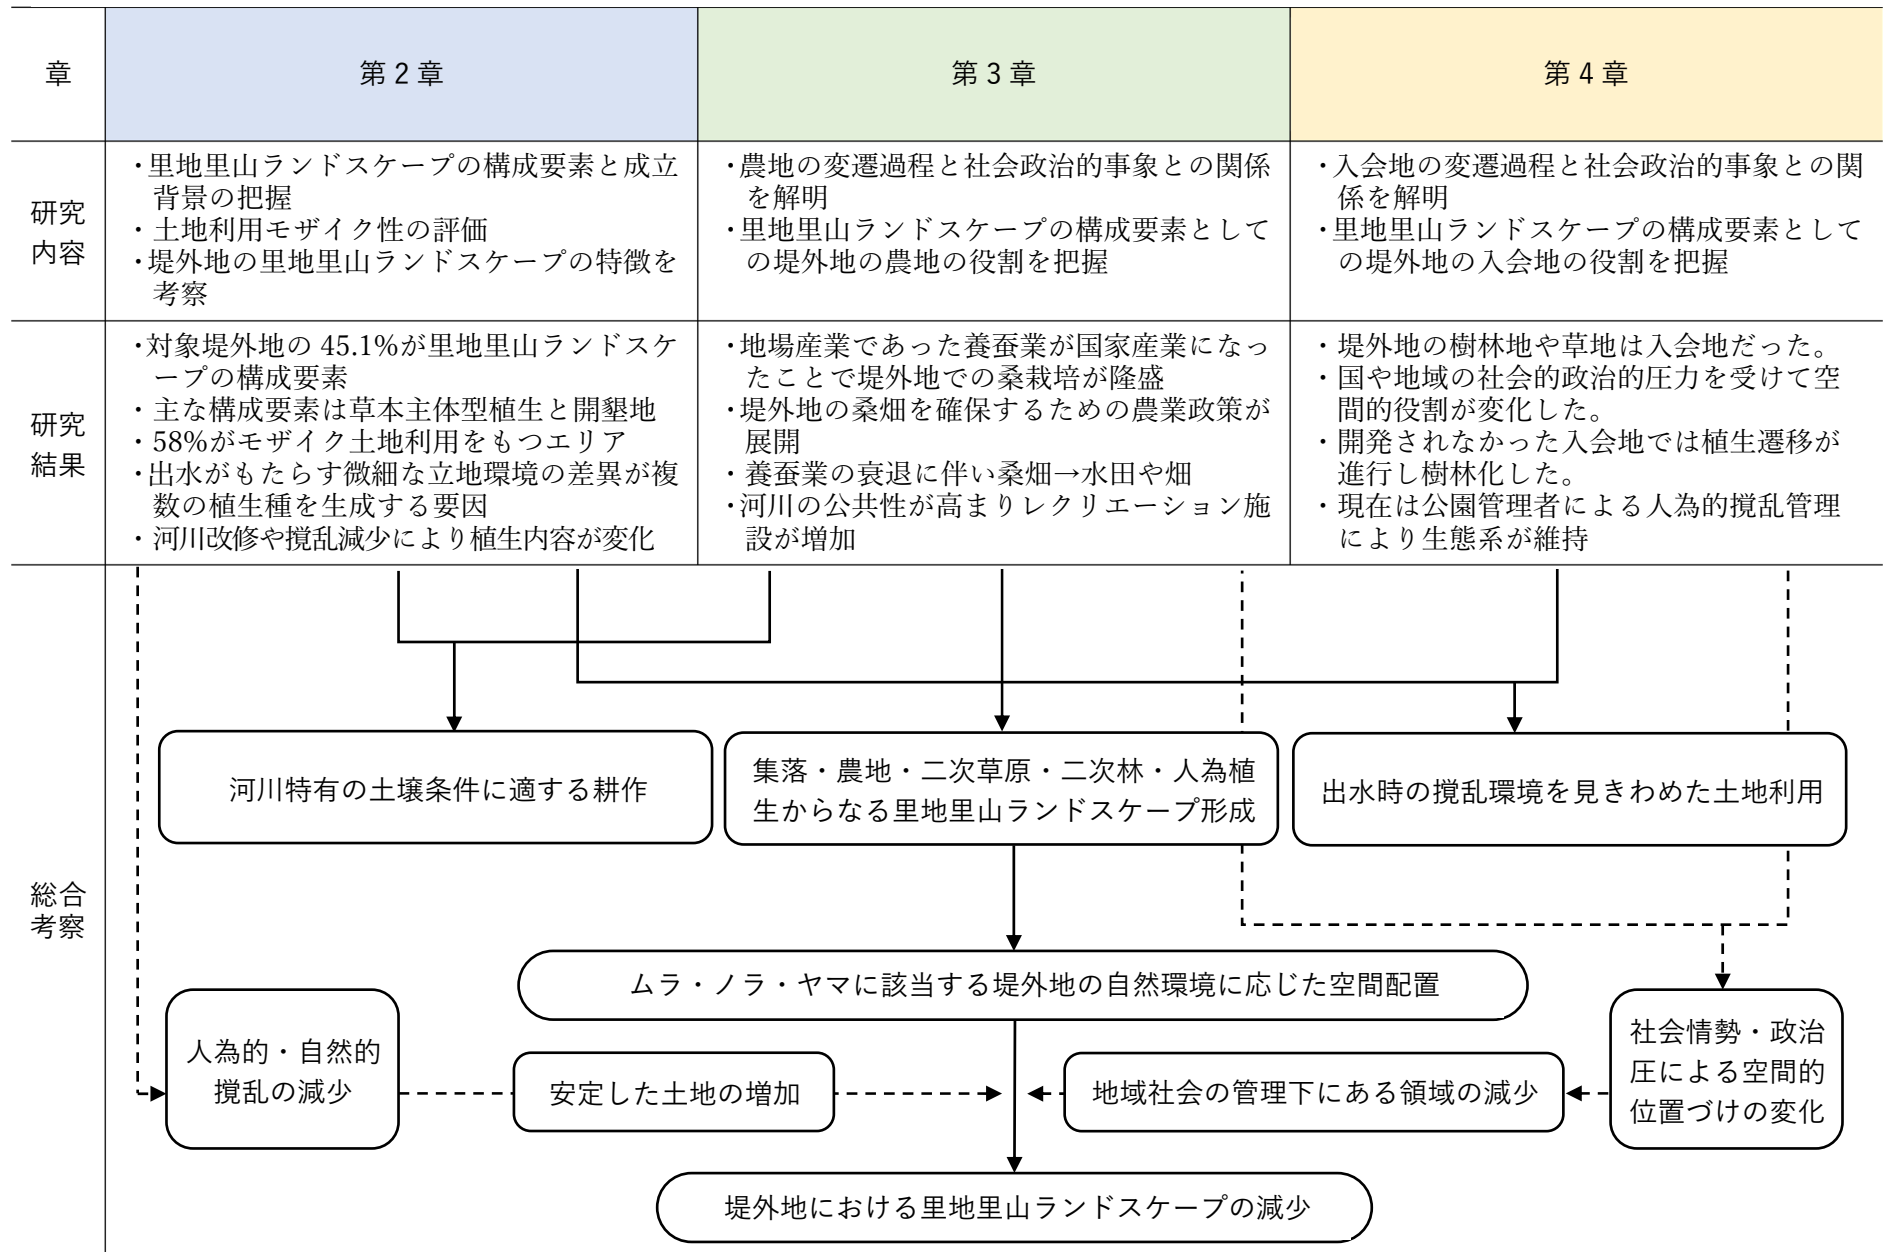 章
第 2 章
第 3 章
第 4 章
研究
内容
・里地里山ランドスケープの構成要素と成立
背景の把握
・土地利用モザイク性の評価
・堤外地の里地里山ランドスケープの特徴を
考察
・農地の変遷過程と社会政治的事象との関係
を解明
・里地里山ランドスケープの構成要素として
の堤外地の農地の役割を把握
・入会地の変遷過程と社会政治的事象との関
係を解明
・里地里山ランドスケープの構成要素として
の堤外地の入会地の役割を把握
研究
結果
・対象堤外地の 45.1%が里地里山ランドスケ
ープの構成要素
・主な構成要素は草本主体型植生と開墾地
・58%がモザイク土地利用をもつエリア
・出水がもたらす微細な立地環境の差異が複
数の植生種を生成する要因
・河川改修や攪乱減少により植生内容が変化
・地場産業であった養蚕業が国家産業になっ
たことで堤外地での桑栽培が隆盛
・堤外地の桑畑を確保するための農業政策が
展開
・養蚕業の衰退に伴い桑畑→水田や畑
・河川の公共性が高まりレクリエーション施
設が増加
・堤外地の樹林地や草地は入会地だった。
・国や地域の社会的政治的圧力を受けて空
間的役割が変化した。
・開発されなかった入会地では植生遷移が
進行し樹林化した。
・現在は公園管理者による人為的攪乱管理
により生態系が維持
総合
考察
河川特有の土壌条件に適する耕作
集落・農地・二次草原・二次林・人為植
生からなる里地里山ランドスケープ形成
出水時の攪乱環境を見きわめた土地利用
ムラ・ノラ・ヤマに該当する堤外地の自然環境に応じた空間配置
人為的・自然的
攪乱の減少
安定した土地の増加
地域社会の管理下にある領域の減少
社会情勢・政治
圧による空間的
位置づけの変化
堤外地における里地里山ランドスケープの減少